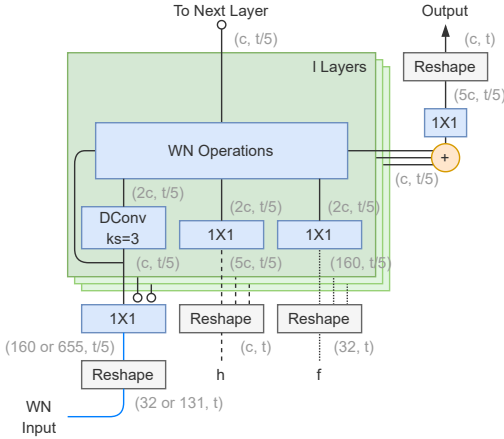 To Next Layer
Output
(c, t/5)
(c, t)
I Layers
Reshape
(5c, t/5)
1X1
WN Operations
+
(c, t/5)
(2c, t/5)
(2c, t/5)
(2c, t/5)
DConv
ks=3
1X1
1X1
(c, t/5)
(5c, t/5)
(160, t/5)
1X1
Reshape
Reshape
(160 or 655, t/5)
(c, t)
(32, t)
Reshape
h
f
(32 or 131, t)
WN
Input